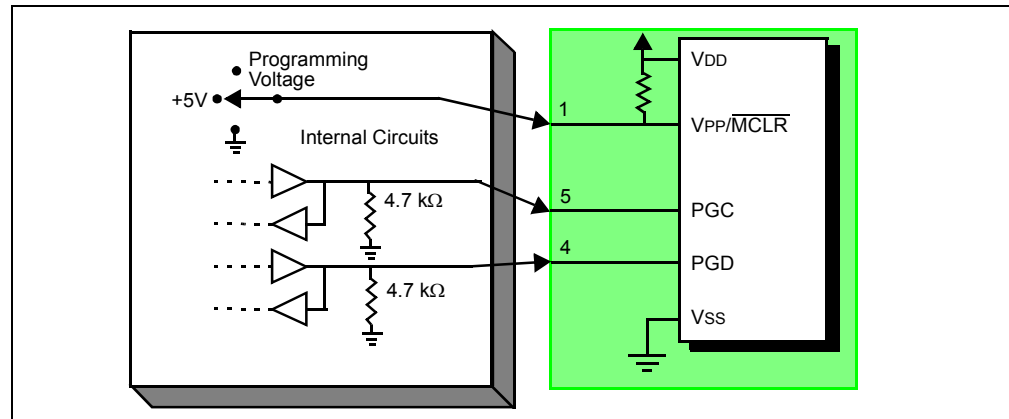 Programming
Voltage
+5V
Internal Circuits
4.7 kΩ
4.7 kΩ
1
5
4
VDD
VPP/MCLR
PGC
PGD
VSS